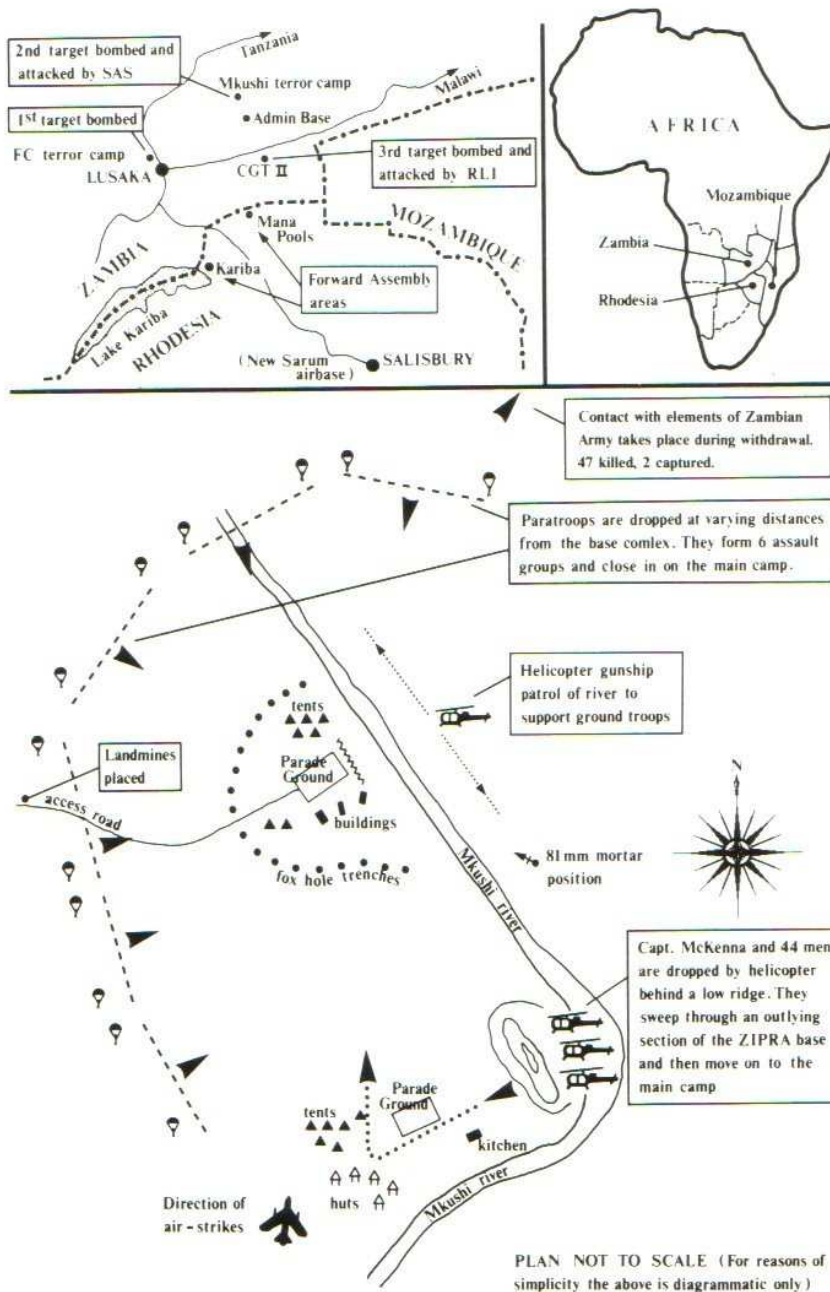 2nd target bombed and
attacked by SAS
Tanzania
Mkushi terror camp
Admin Base
1st target bombed
FC terror camp
LUSAKA
CGT II
Malawi
3rd target bombed and
attacked by RLI
Mana
Pools
MOZAMBIQUE
ZAMBIA
Kariba
Forward Assembly
areas
Lake Kariba
RHODESIA
(New Sarum
airbase)
SALISBURY
AFRICA
Mozambique
Zambia
Rhodesia
Contact with elements of Zambian
Army takes place during withdrawal.
47 killed, 2 captured.
Paratroops are dropped at varying distances
from the base comlex. They form 6 assault
groups and close in on the main camp.
Helicopter gunship
patrol of river to
support ground troops
tents
Landmines
placed
Parade
Ground
access road
buildings
fox hole trenches
Mkushi river
81mm mortar
position
N
Capt. McKenna and 44 men
are dropped by helicopter
behind a low ridge. They
sweep through an outlying
section of the ZIPRA base
and then move on to the
main camp
Parade
Ground
tents
kitchen
huts
Mkushi river
Direction of
air-strikes
PLAN NOT TO SCALE (For reasons of
simplicity the above is diagrammatic only)